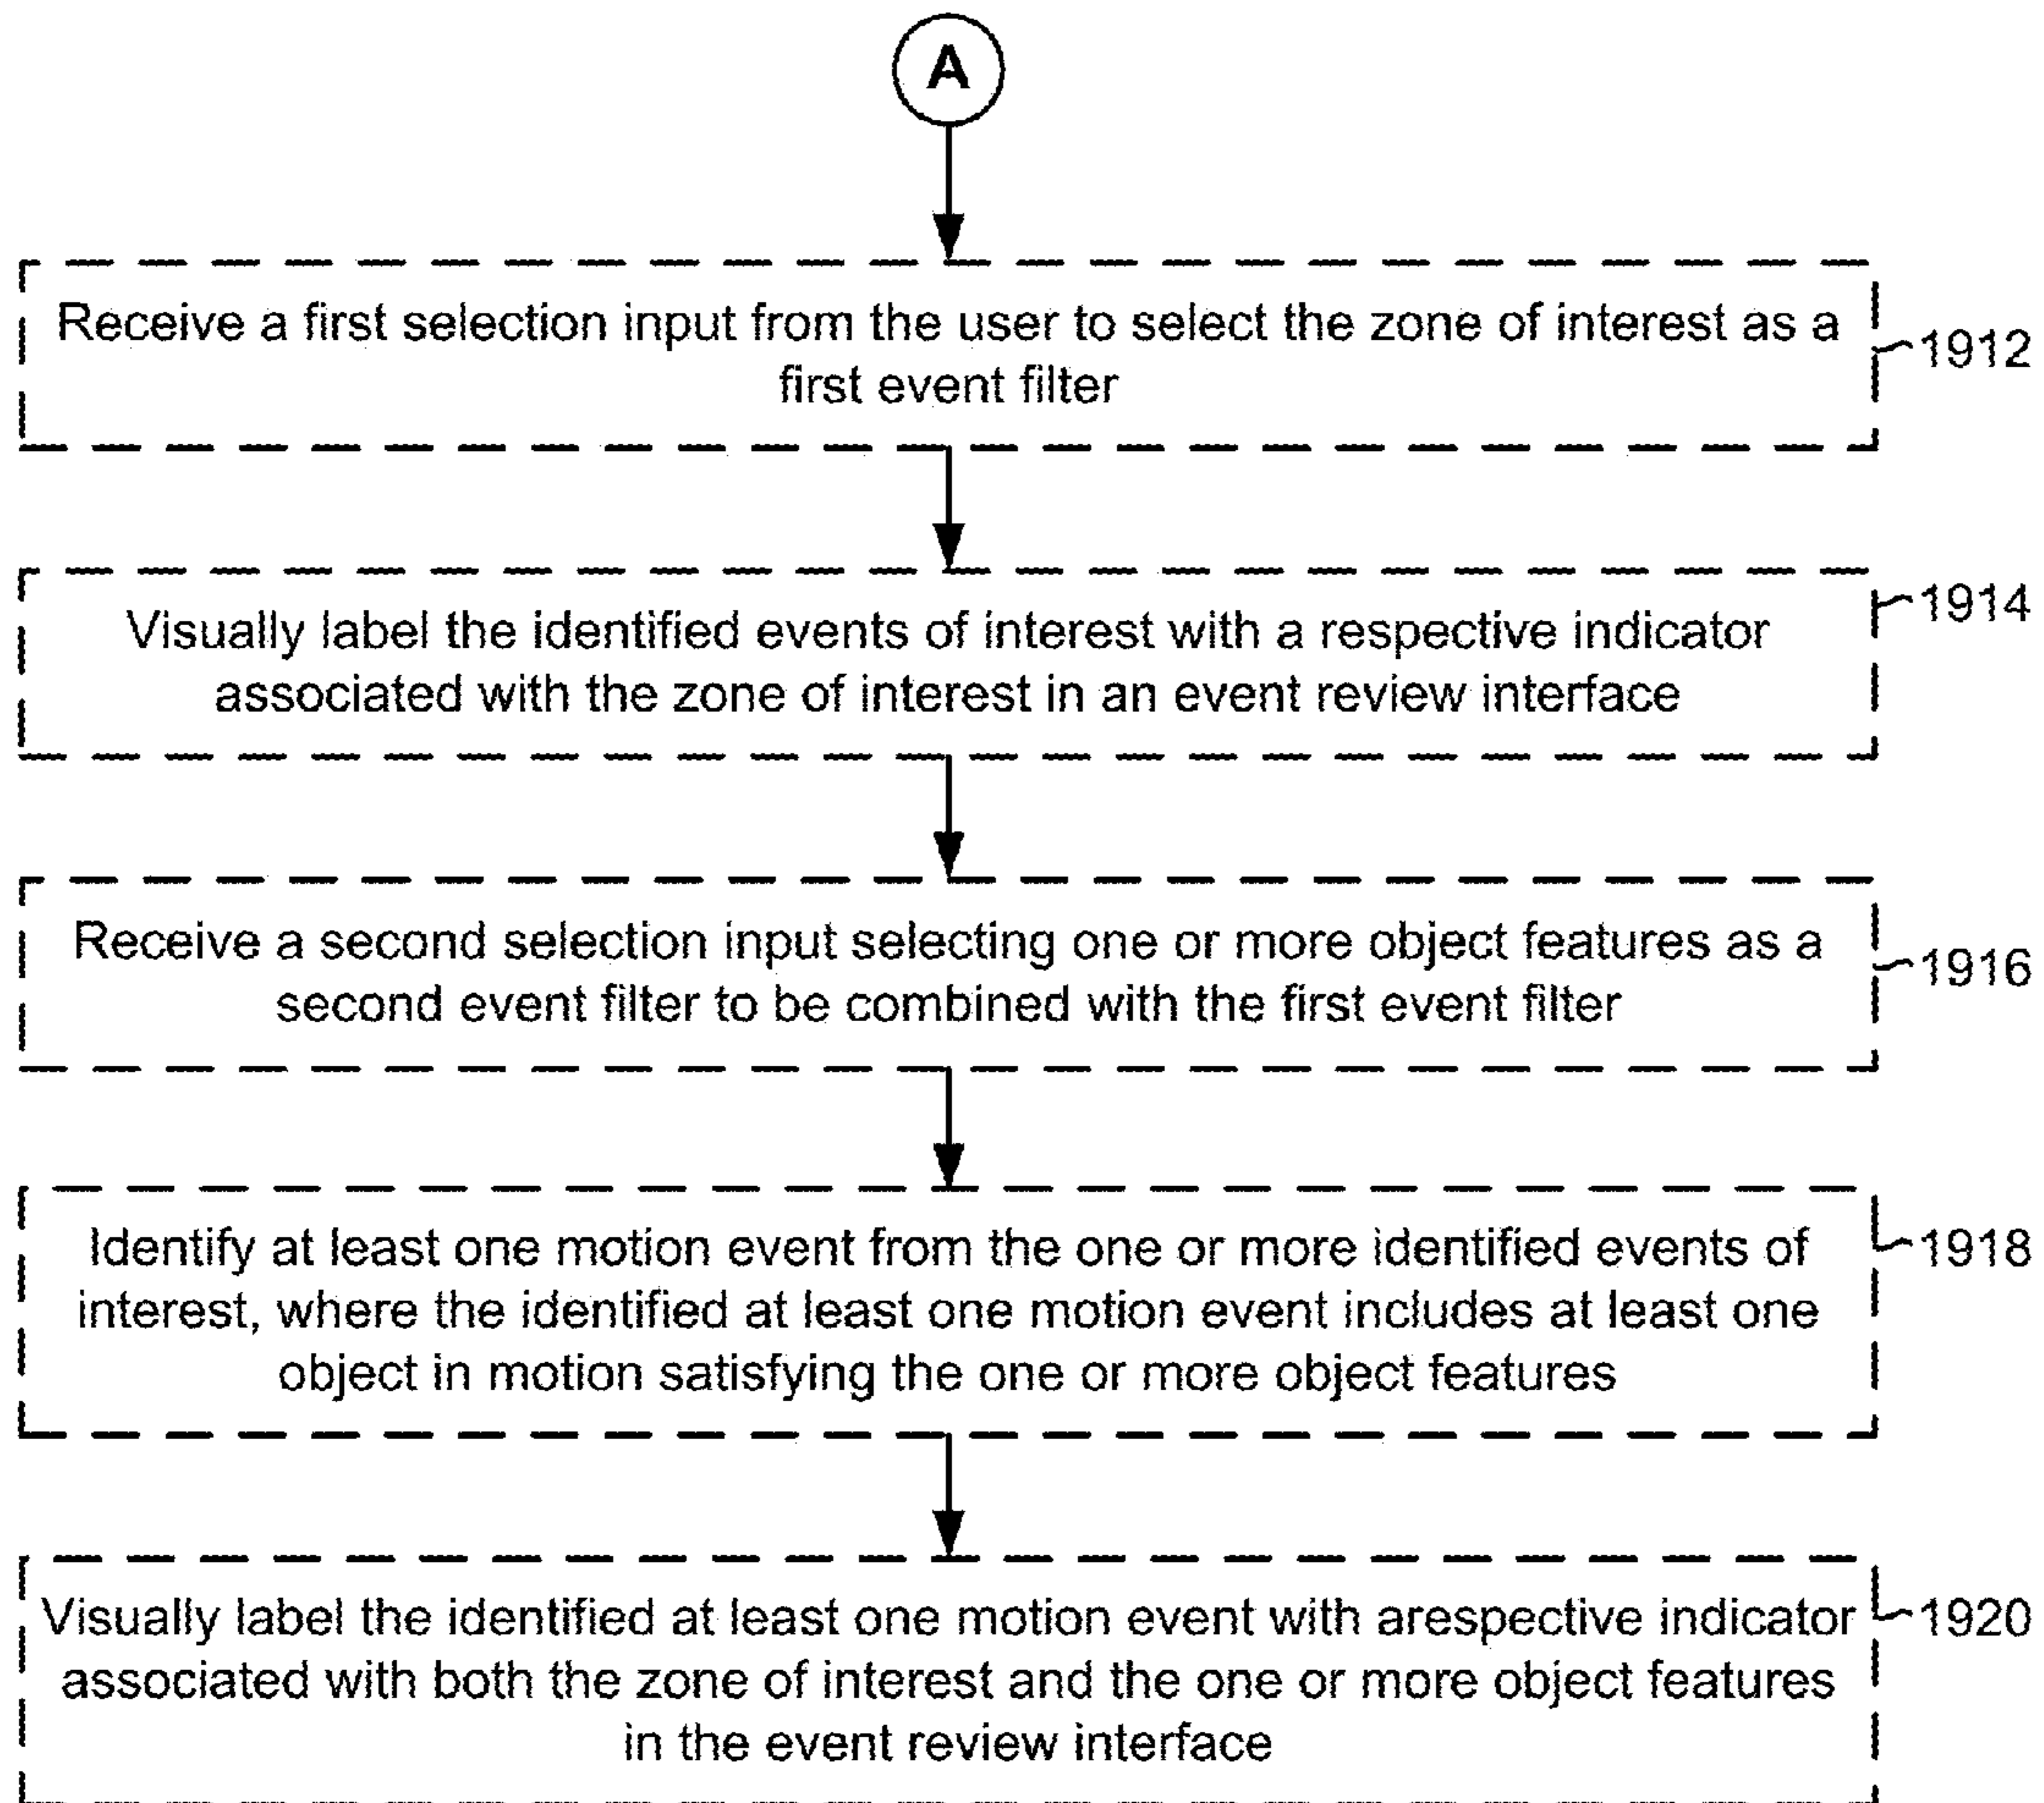 A
Receive a first selection input from the user to select the zone of interest as a
first event filter
1912
Visually label the identified events of interest with a respective indicator
associated with the zone of interest in an event review interface
1914
Receive a second selection input selecting one or more object features as a
second event filter to be combined with the first event filter
1916
Identify at least one motion event from the one or more identified events of
interest, where the identified at least one motion event includes at least one
object in motion satisfying the one or more object features
1918
Visually label the identified at least one motion event with arespective indicator
associated with both the zone of interest and the one or more object features
in the event review interface
1920